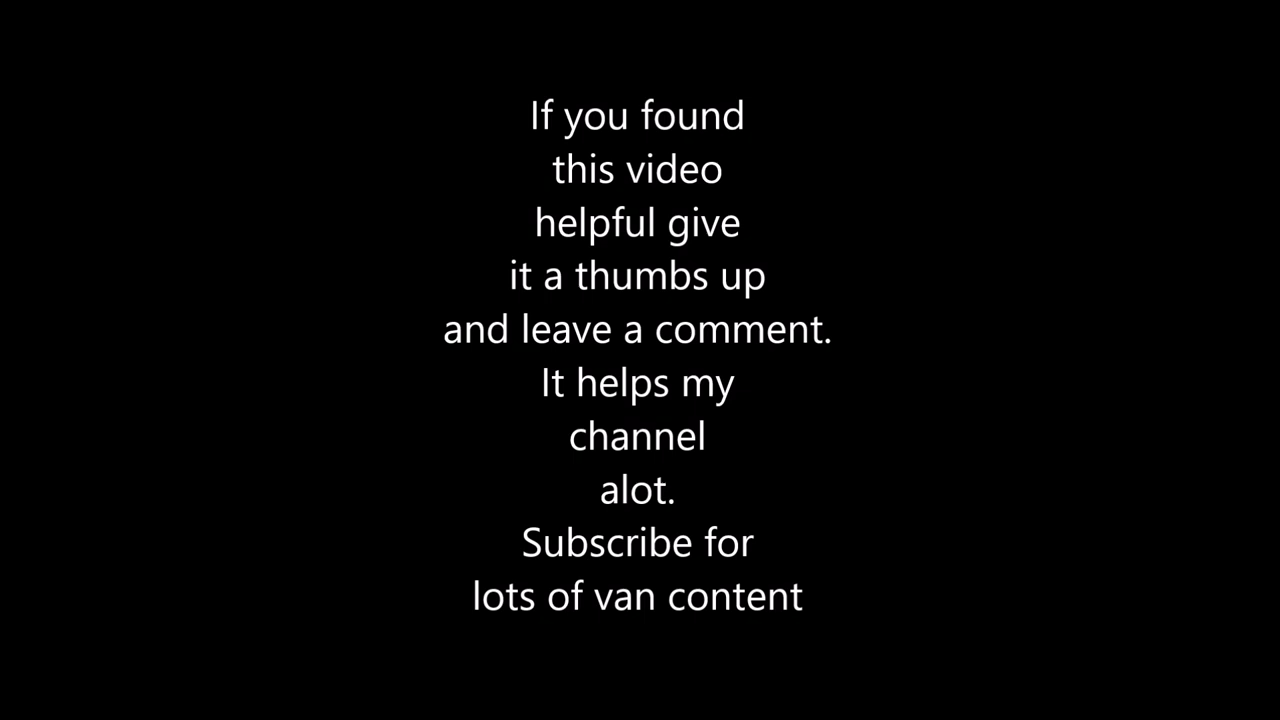 If you found
this video
helpful give
it a thumbs up
and leave a comment.
It helps my
channel
alot.
Subscribe for
lots of van content